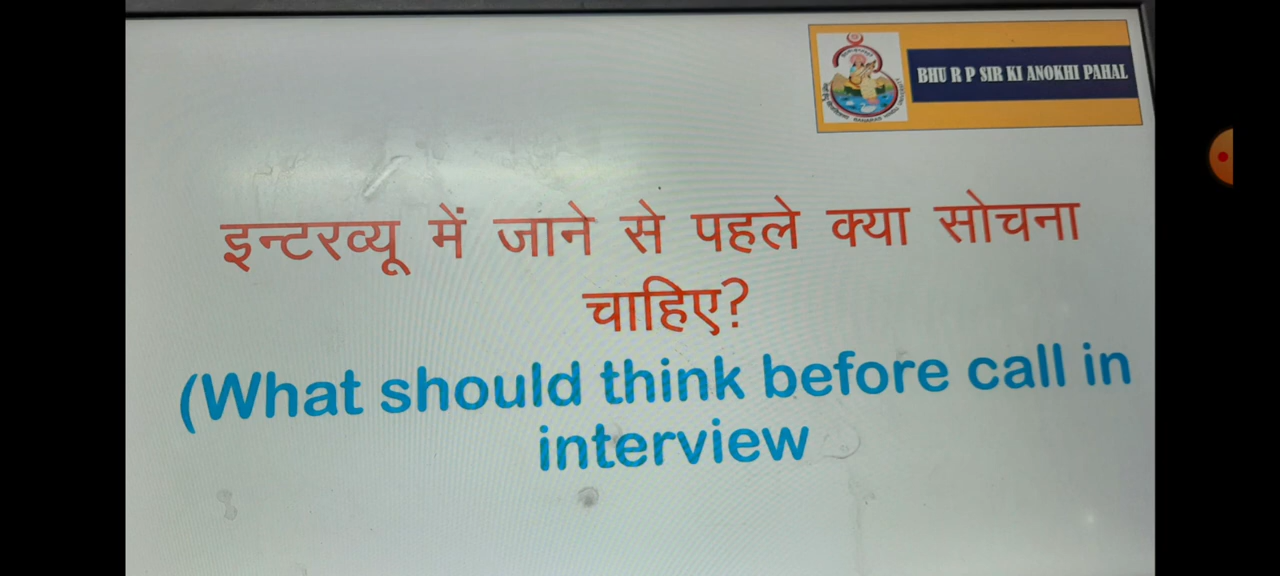 BHU R P SIR KI ANOKHI PAHAL
इन्टरव्यू में जाने से पहले क्या सोचना
चाहिए?
(What should think before call in
interview